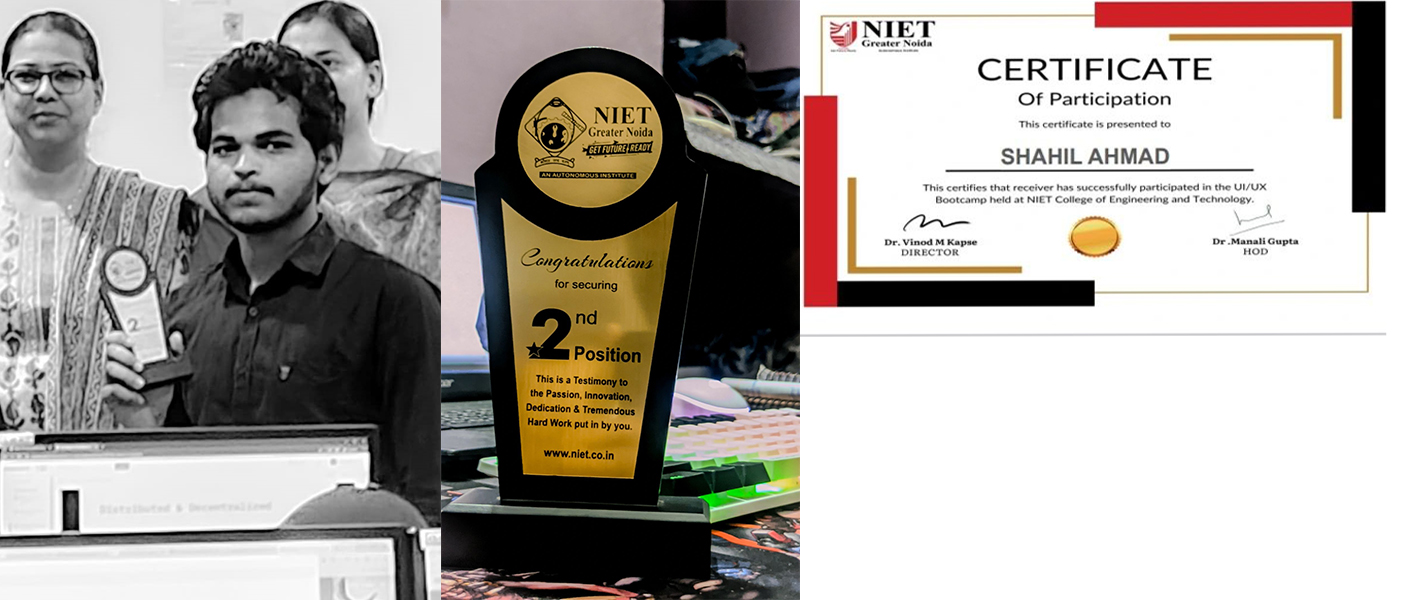 2
Distributed & Decentralized
NIET
Greater Noida
GET FUTURE READY
AN AUTONOMOUS INSTITUTE
Congratulations
for securing
2nd
Position
This is a Testimony to
the Passion, Innovation,
Dedication & Tremendous
Hard Work put in by you.
www.niet.co.in
NIET
Greater Noida
CERTIFICATE
Of Participation
This certificate is presented to
SHAHIL AHMAD
This certifies that receiver has successfully participated in the UI/UX
Bootcamp held at NIET College of Engineering and Technology.
Dr. Vinod M Kapse
DIRECTOR
Dr .Manali Gupta
HOD